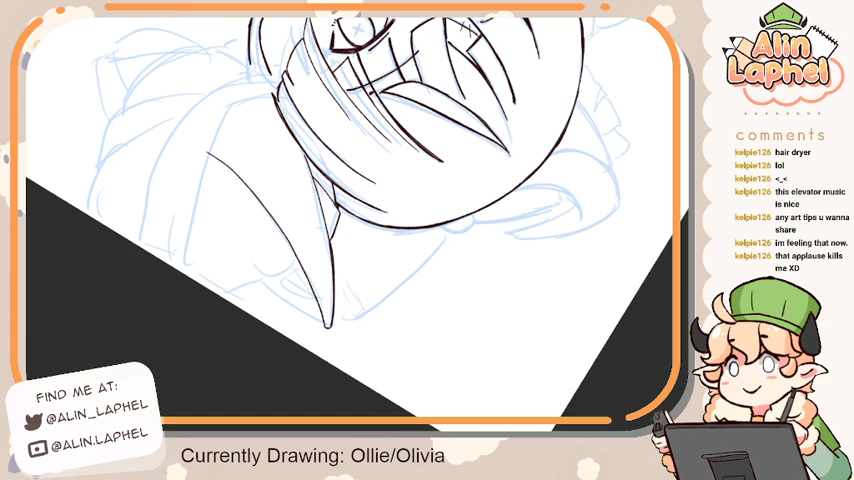 Alin
Laphel
comments
kelpie126 hair dryer
kelpie126 lol
kelpie126 <_<
kelpie126 this elevator music
is nice
kelpie126 any art tips u wanna
share
kelpie126 im feeling that now.
kelpie126 that applause kills
me XD
FIND ME AT:
@ALIN_LAPHEL
@ALIN.LAPHEL
Currently Drawing: Ollie/Olivia